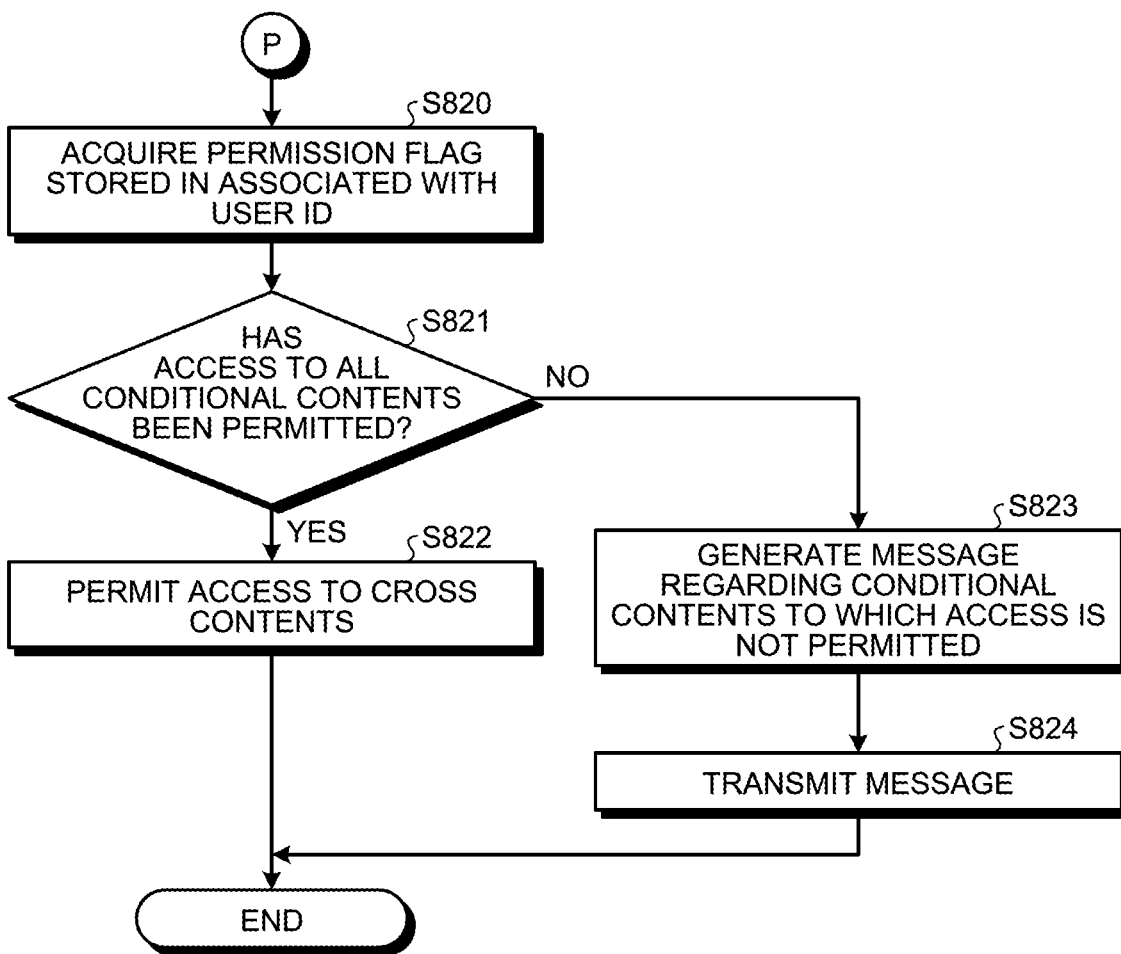 P
S820
ACQUIRE PERMISSION FLAG
STORED IN ASSOCIATED WITH
USER ID
S821
HAS
ACCESS TO ALL
CONDITIONAL CONTENTS
BEEN PERMITTED?
NO
YES
S822
PERMIT ACCESS TO CROSS
CONTENTS
S823
GENERATE MESSAGE
REGARDING CONDITIONAL
CONTENTS TO WHICH ACCESS IS
NOT PERMITTED
S824
TRANSMIT MESSAGE
END